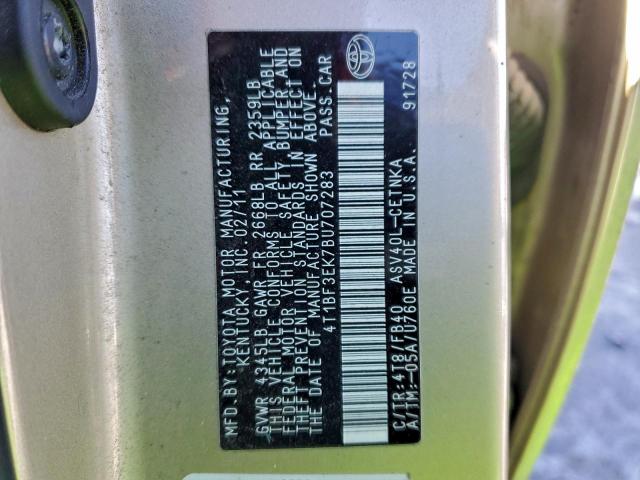 MFD.BY:TOYOTA MOTOR MANUFACTURING,
KENTUCKY, INC. 02/11
GVWR 4345LB GAWR FR 2668LB RR 2359LB
THIS VEHICLE CONFORMS TO ALL APPLICABLE
FEDERAL MOTOR VEHICLE SAFETY, BUMPER, AND
THEFT PREVENTION STANDARDS IN EFFECT ON
THE DATE OF MANUFACTURE SHOWN ABOVE.
4T1BF3EK7BU707283 PASS.CAR
C/TR:4T8/FB40 ASV40L-CETNKA
A/TM:-05A/U760E MADE IN U.S.A. 91728